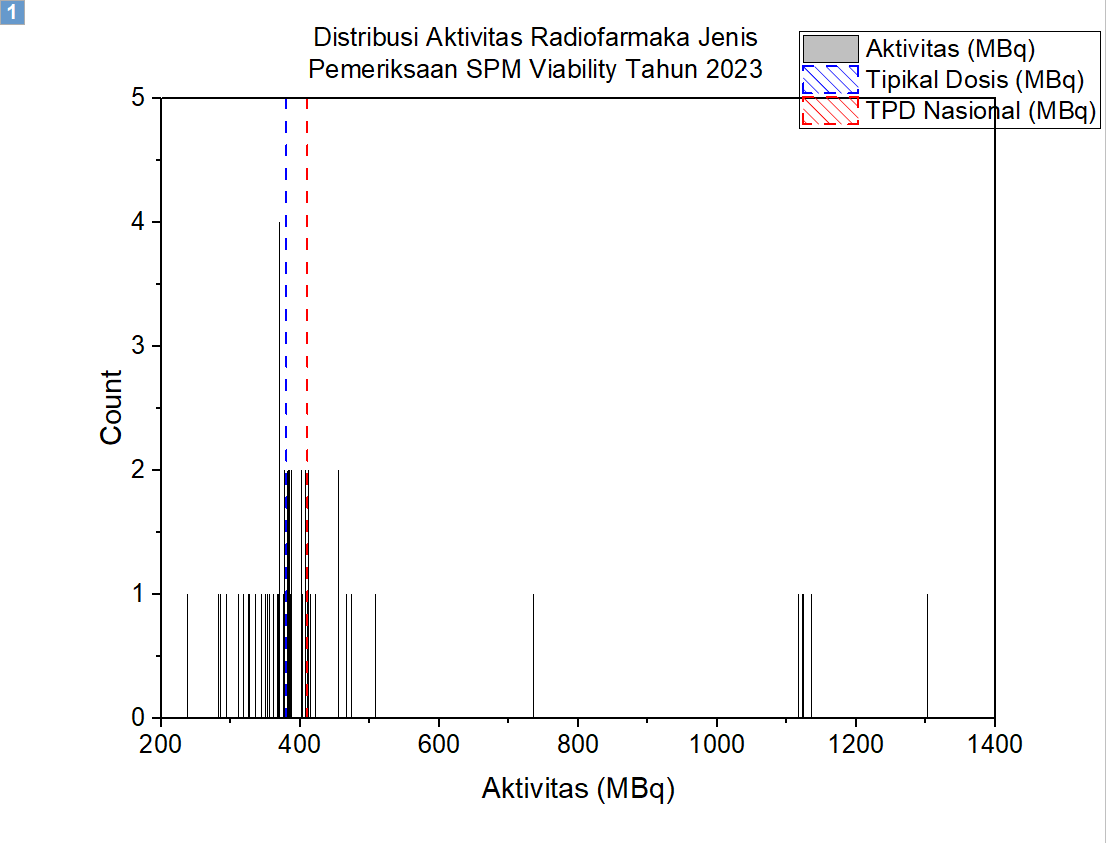 1
Distribusi Aktivitas Radiofarmaka Jenis
Pemeriksaan SPM Viability Tahun 2023
Aktivitas (MBq)
Tipikal Dosis (MBq)
TPD Nasional (MBq)
5
4
3
2
1
0
Count
200 400 600 800 1000 1200 1400
Aktivitas (MBq)